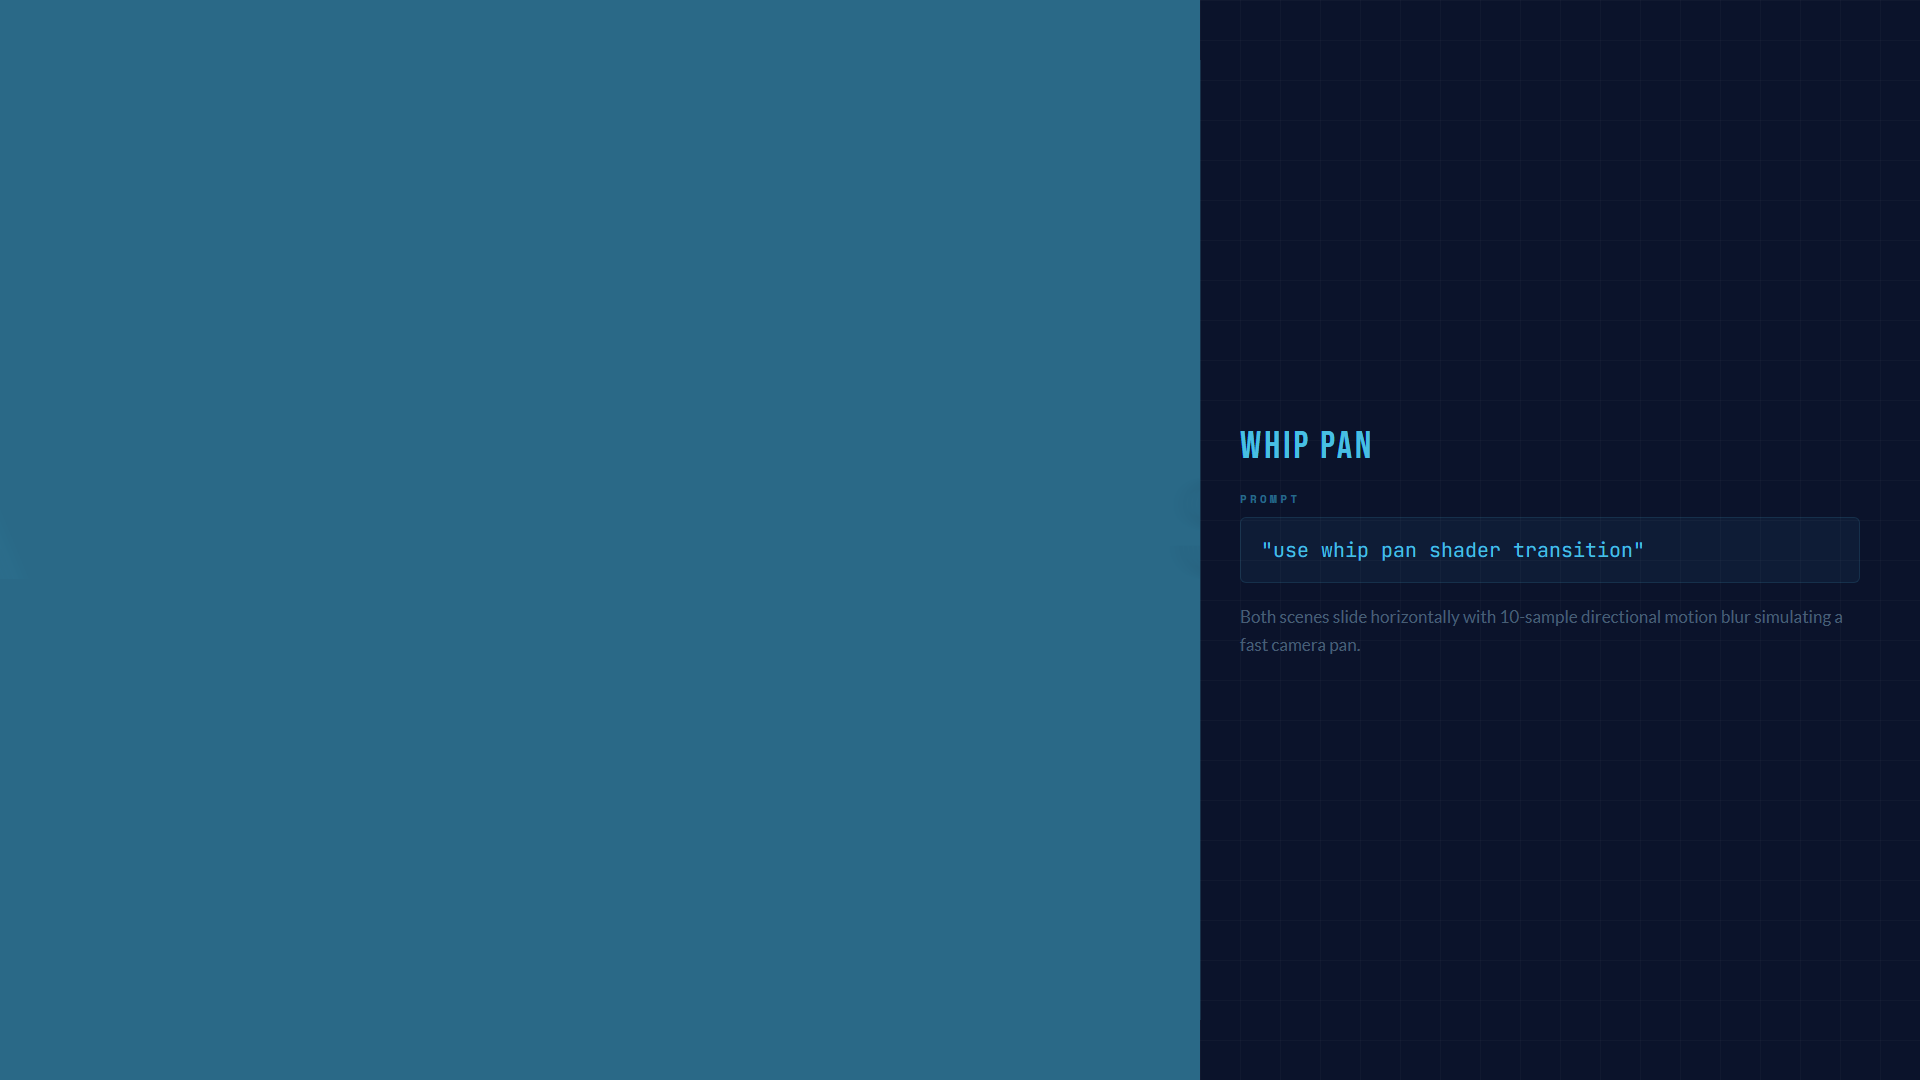 WHIP PAN
PROMPT
"use whip pan shader transition"
Both scenes slide horizontally with 10-sample directional motion blur simulating a
fast camera pan.